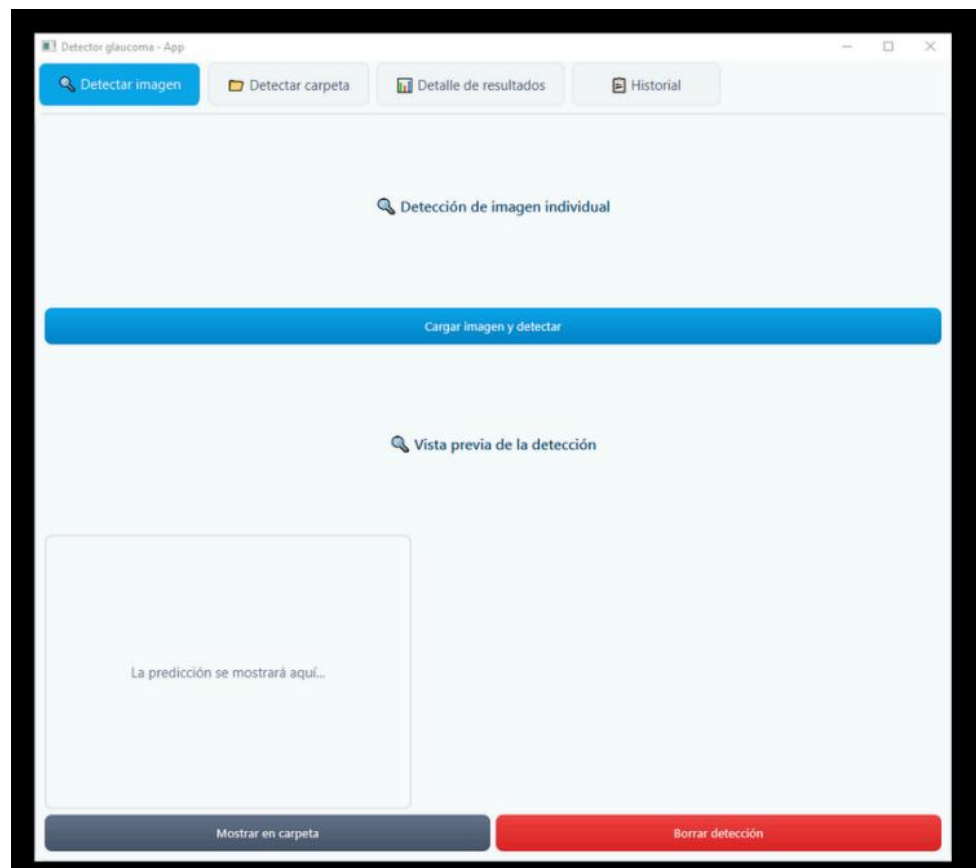 Detector glaucoma - App
Detectar imagen
Detectar carpeta
Detalle de resultados
Historial
Detección de imagen individual
Cargar imagen y detectar
Vista previa de la detección
La predicción se mostrará aquí...
Mostrar en carpeta
Borrar detección